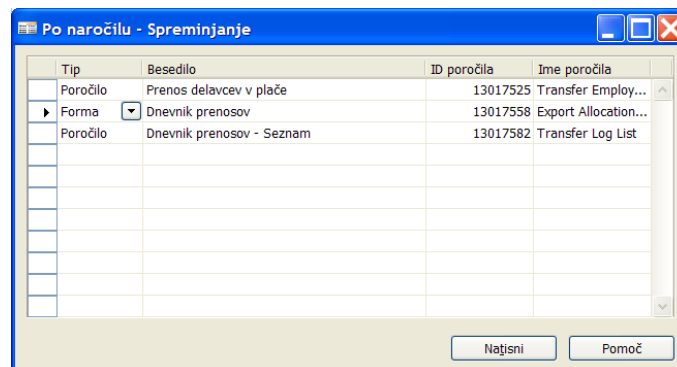 Po naročilu - Spreminjanje
Tip Besedilo ID poročila Ime poročila
Poročilo Prenos delavcev v plače 13017525 Transfer Employ...
Forma Dnevnik prenosov 13017558 Export Allocation...
Poročilo Dnevnik prenosov - Seznam 13017582 Transfer Log List
Natisni Pomoč